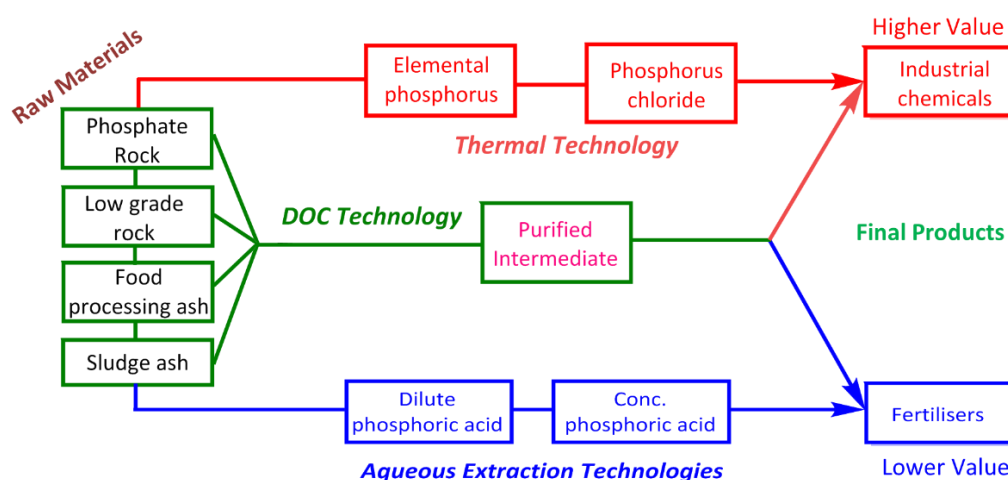 Raw Materials
Higher Value
Elemental
phosphorus
Phosphorus
chloride
Industrial
chemicals
Thermal Technology
Phosphate
Rock
Low grade
rock
Food
processing ash
Sludge ash
DOC Technology
Purified
Intermediate
Final Products
Dilute
phosphoric acid
Conc.
phosphoric acid
Fertilisers
Aqueous Extraction Technologies
Lower Value